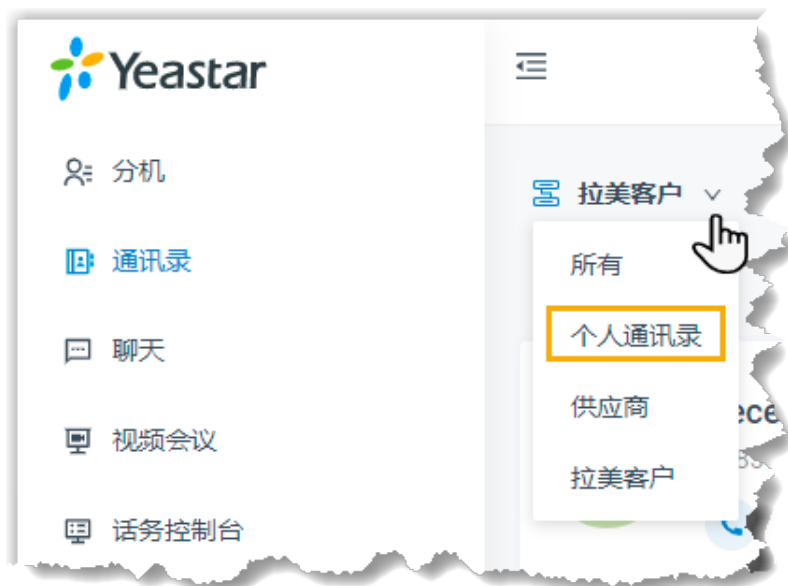 Yeastar
分机
通讯录
聊天
视频会议
话务控制台
拉美客户
所有
个人通讯录
供应商
拉美客户